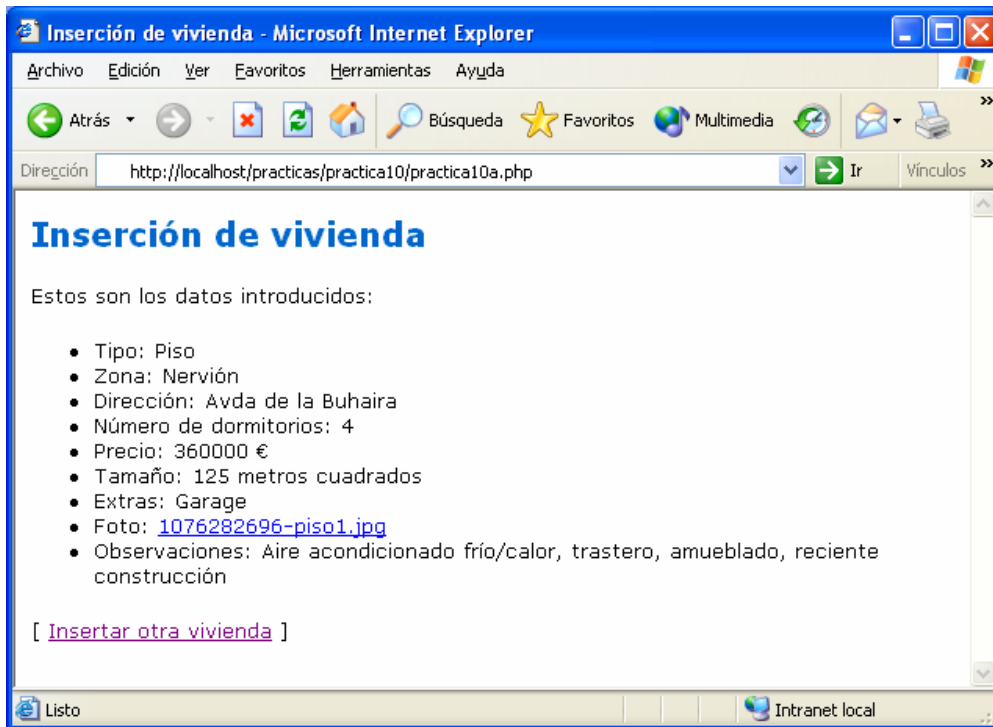 Inserción de vivienda - Microsoft Internet Explorer
Archivo Edición Ver Favoritos Herramientas Ayuda
Atrás Búsqueda Favoritos Multimedia »
Dirección http://localhost/practicas/practica10/practica10a.php Ir Vínculos »
Inserción de vivienda
Estos son los datos introducidos:
• Tipo: Piso
• Zona: Nervión
• Dirección: Avda de la Buhaira
• Número de dormitorios: 4
• Precio: 360000 €
• Tamaño: 125 metros cuadrados
• Extras: Garage
• Foto: 1076282696-piso1.jpg
• Observaciones: Aire acondicionado frío/calor, trastero, amueblado, reciente
construcción
[ Insertar otra vivienda ]
Listo Intranet local